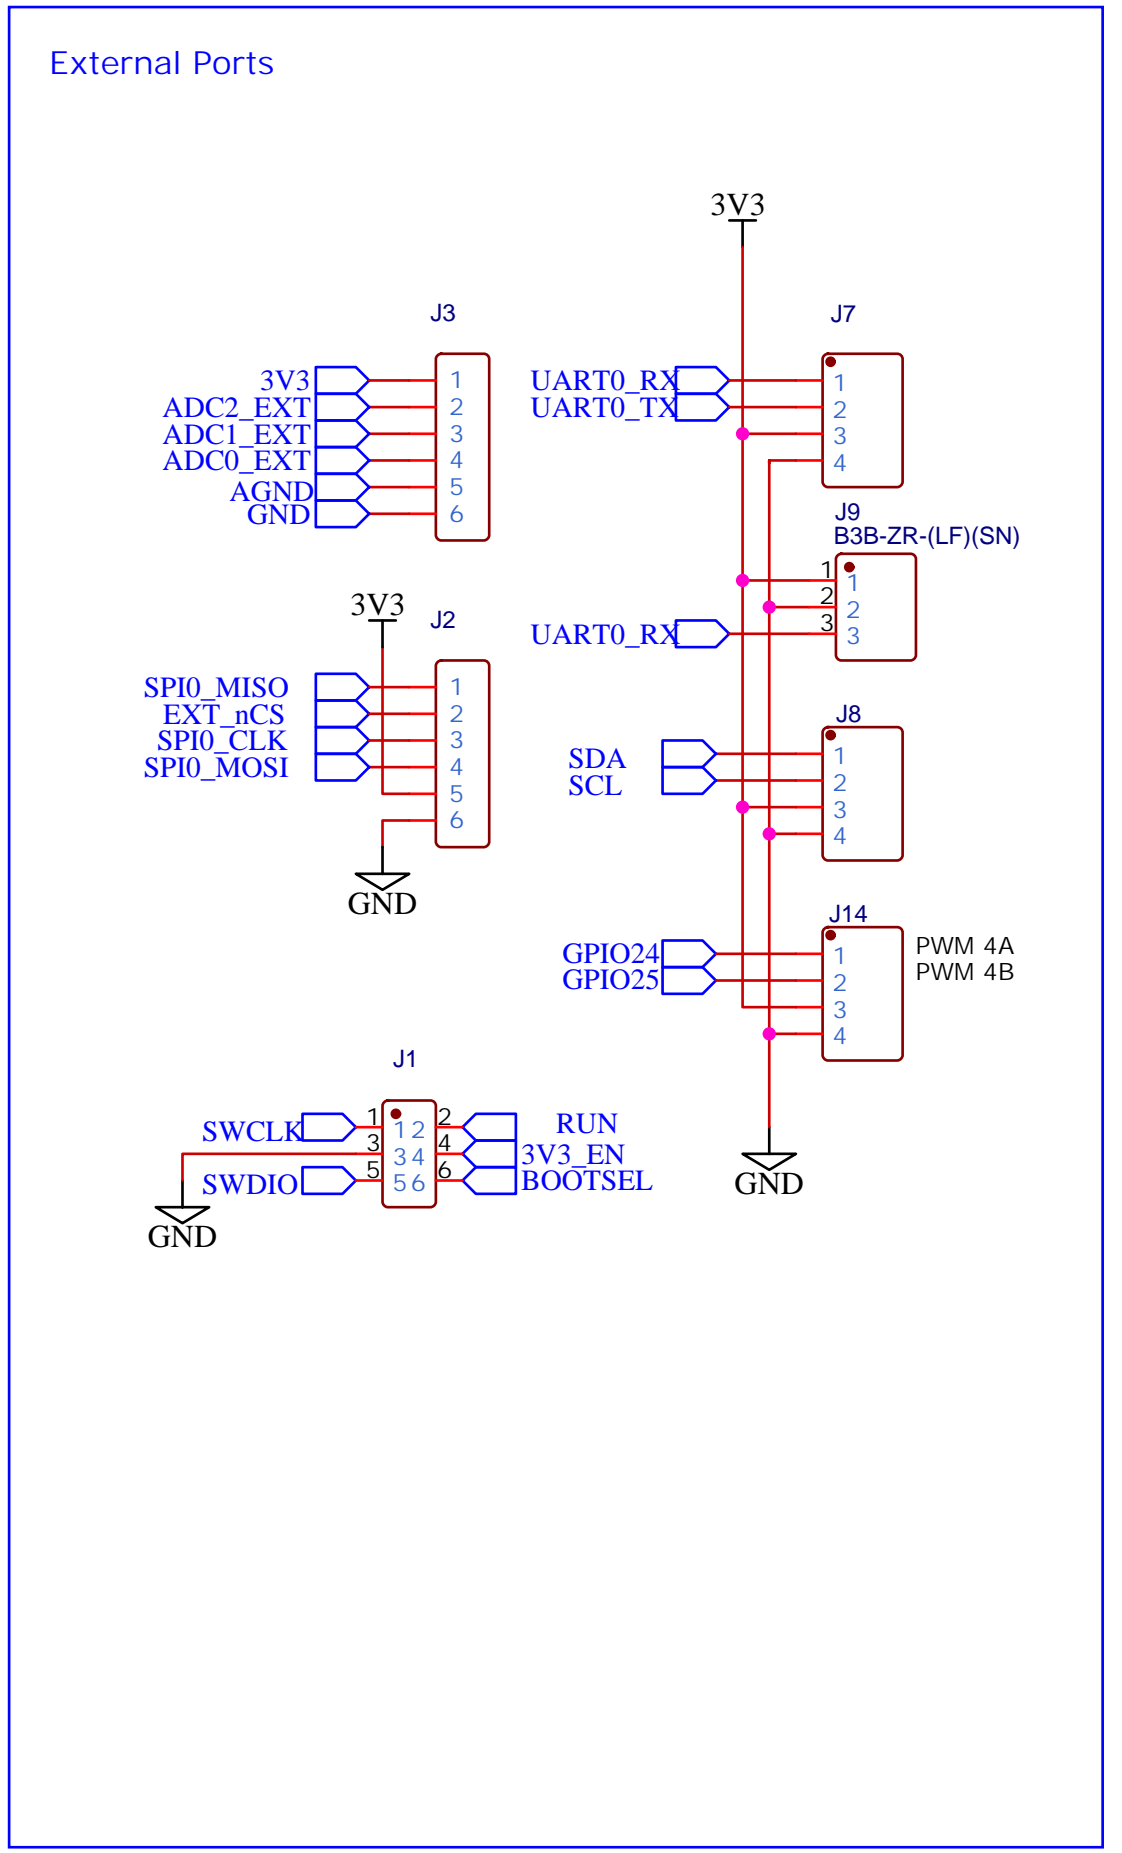 External Ports
3V3
J3
3V3
ADC2_EXT
ADC1_EXT
ADC0_EXT
AGND
GND
1
2
3
4
5
6
J7
UART0_RX
UART0_TX
1
2
3
4
J9
B3B-ZR-(LF)(SN)
UART0_RX
1
2
3
1
2
3
3V3
J2
SPI0_MISO
EXT_nCS
SPI0_CLK
SPI0_MOSI
1
2
3
4
5
6
GND
J8
SDA
SCL
1
2
3
4
J14
GPIO24
GPIO25
1
2
3
4
PWM 4A
PWM 4B
GND
J1
SWCLK 1 1 2 2 RUN
3 3 4 4 3V3_EN
SWDIO 5 5 6 6 BOOTSEL
GND